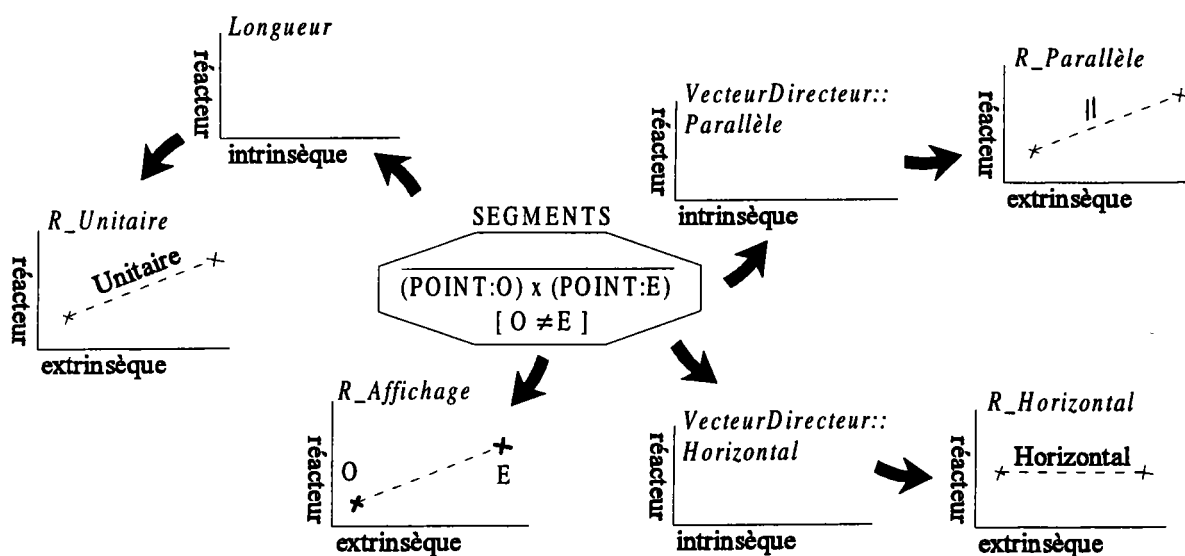 Longueur
réacteur
intrinsèque
R_Unitaire
réacteur
Unitaire
extrinsèque
SEGMENTS
(POINT:O) x (POINT:E)
[ O ≠ E ]
R_Affichage
réacteur
O
E
extrinsèque
VecteurDirecteur::
Parallèle
réacteur
intrinsèque
R_Parallèle
réacteur
||
extrinsèque
VecteurDirecteur::
Horizontal
réacteur
intrinsèque
R_Horizontal
réacteur
Horizontal
extrinsèque